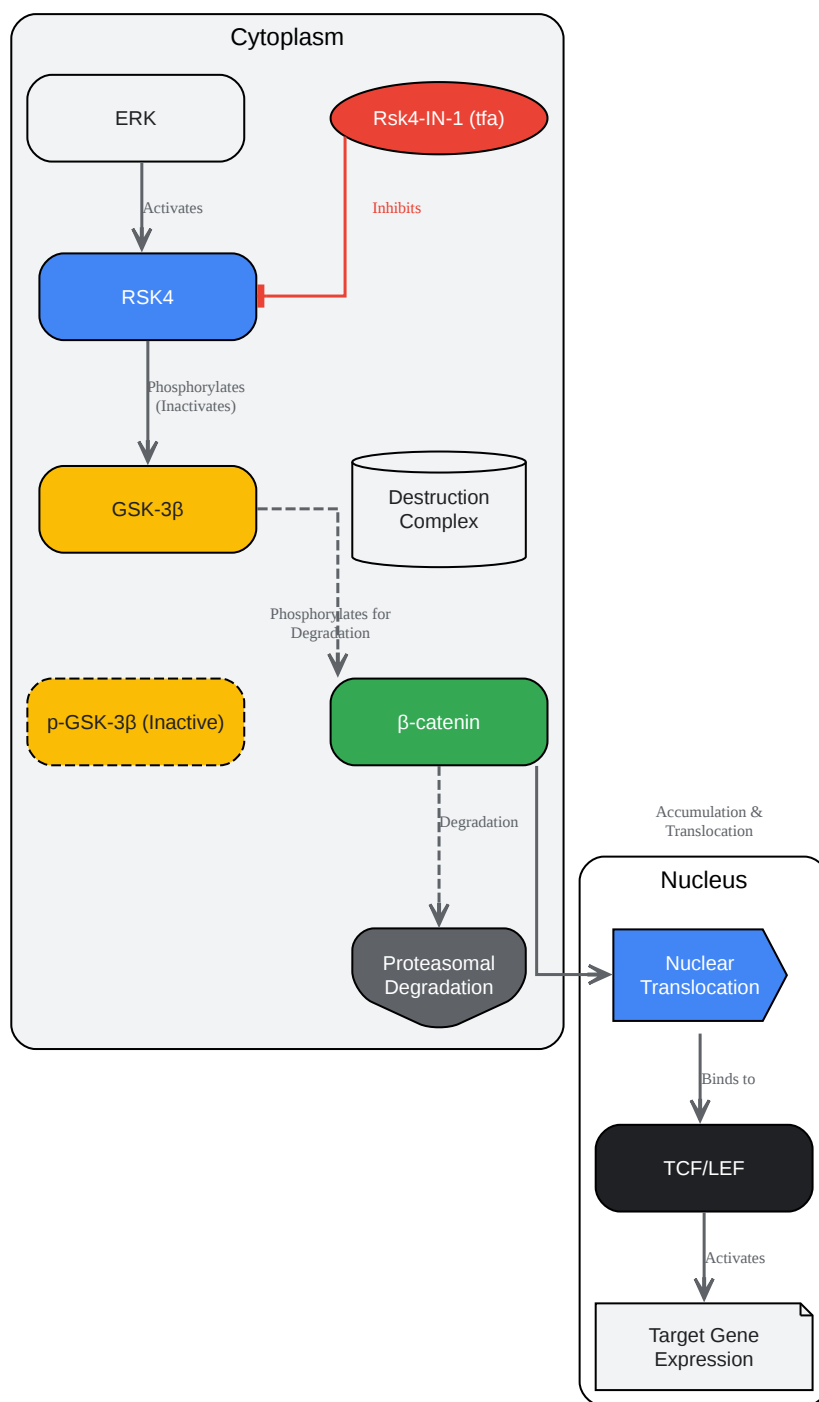 Cytoplasm
ERK
Rsk4-IN-1 (tfa)
Activates
Inhibits
RSK4
Phosphorylates
(Inactivates)
GSK-3β
Destruction
Complex
Phosphorylates for
Degradation
p-GSK-3β (Inactive)
β-catenin
Degradation
Accumulation &
Translocation
Nucleus
Proteasomal
Degradation
Nuclear
Translocation
Binds to
TCF/LEF
Activates
Target Gene
Expression